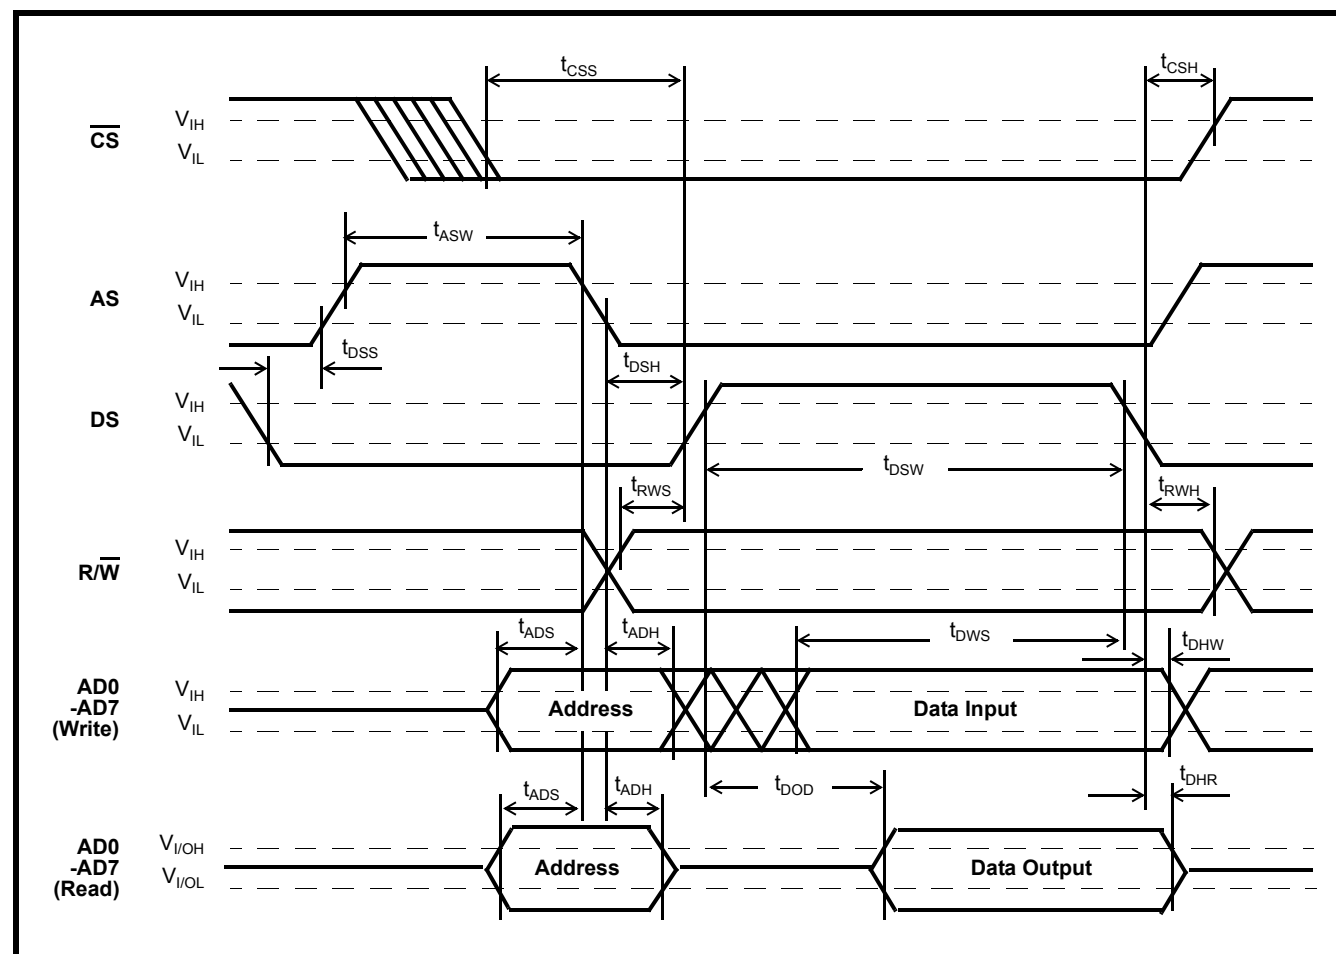 tCSS
tCSH
CS
VIH
VIL
tASW
AS
VIH
VIL
tDSS
tDSH
DS
VIH
VIL
tDSW
tRWS
tRWH
R/W
VIH
VIL
tADS
tADH
tDWS
tDHW
AD0
-AD7
(Write)
VIH
VIL
Address
Data Input
tADS
tADH
tDOD
tDHR
AD0
-AD7
(Read)
VI/OH
VI/OL
Address
Data Output